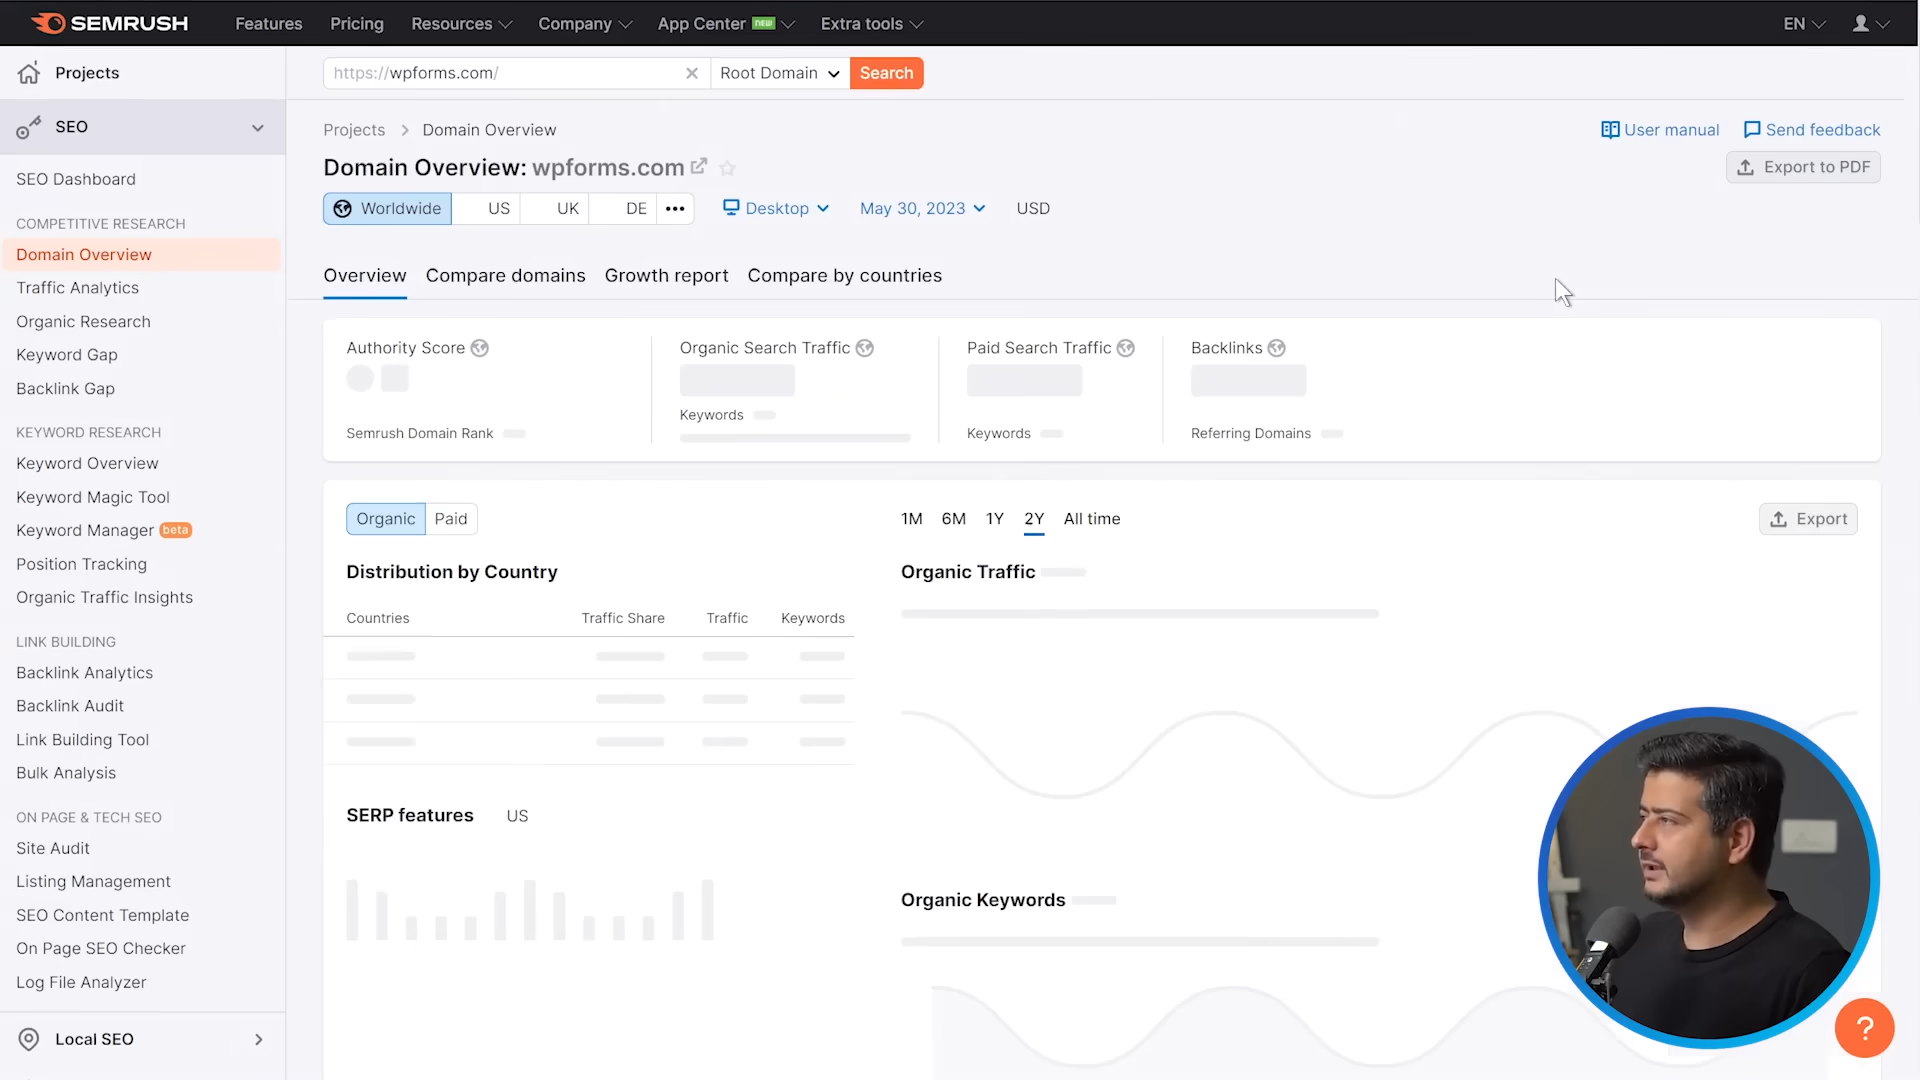 SEMRUSH
Features
Pricing
Resources
Company
App Center NEW
Extra tools
EN
Projects
SEO
SEO Dashboard
COMPETITIVE RESEARCH
Domain Overview
Traffic Analytics
Organic Research
Keyword Gap
Backlink Gap
KEYWORD RESEARCH
Keyword Overview
Keyword Magic Tool
Keyword Manager beta
Position Tracking
Organic Traffic Insights
LINK BUILDING
Backlink Analytics
Backlink Audit
Link Building Tool
Bulk Analysis
ON PAGE & TECH SEO
Site Audit
Listing Management
SEO Content Template
On Page SEO Checker
Log File Analyzer
Local SEO
https://wpforms.com/
Root Domain
Search
Projects > Domain Overview
User manual
Send feedback
Domain Overview: wpforms.com
Export to PDF
Worldwide
US
UK
DE
•••
Desktop
May 30, 2023
USD
Overview
Compare domains
Growth report
Compare by countries
Authority Score
Semrush Domain Rank
Organic Search Traffic
Keywords
Paid Search Traffic
Keywords
Backlinks
Referring Domains
Organic
Paid
1M
6M
1Y
2Y
All time
Export
Distribution by Country
Countries
Traffic Share
Traffic
Keywords
SERP features
US
Organic Traffic
Organic Keywords
?